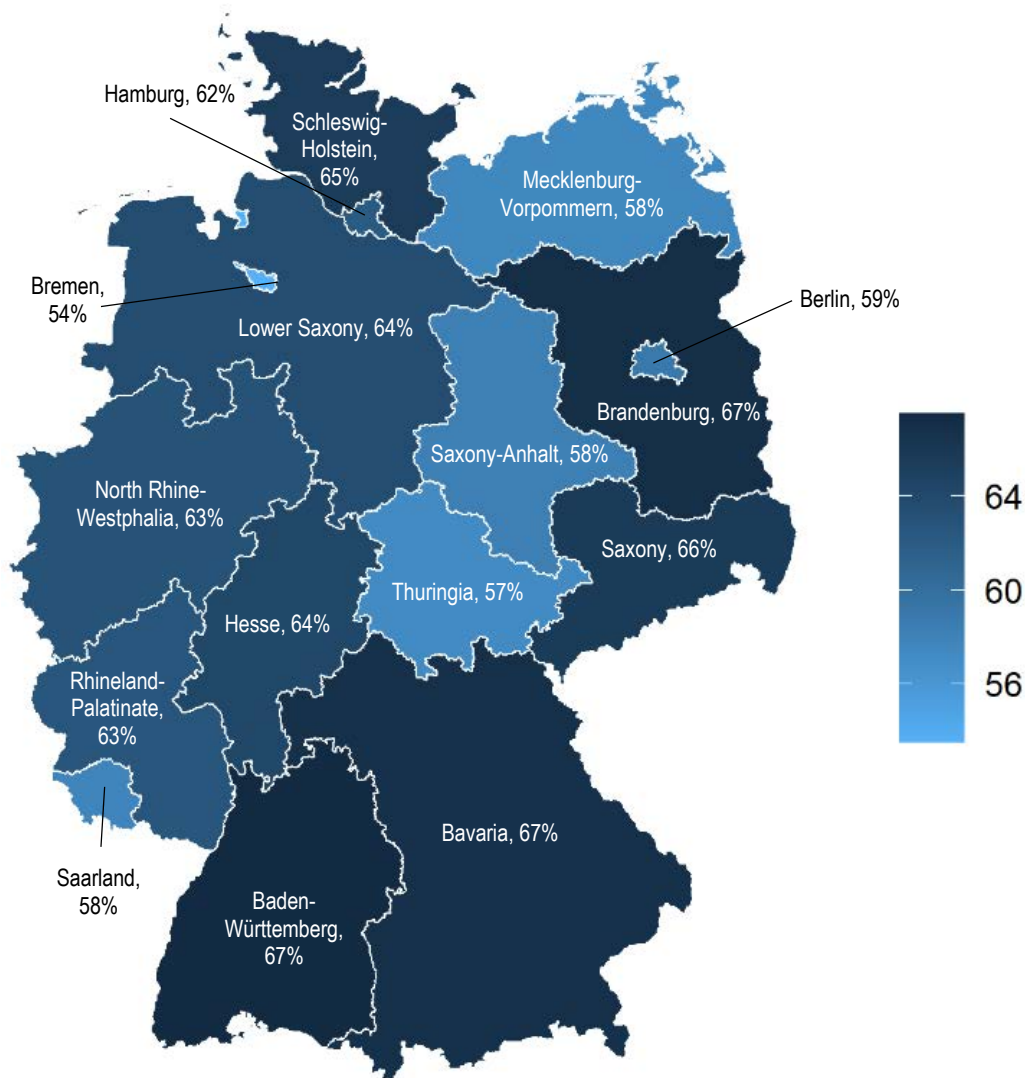 Hamburg, 62%
Schleswig-
Holstein,
65%
Mecklenburg-
Vorpommern, 58%
Bremen,
54%
Lower Saxony, 64%
Berlin, 59%
Brandenburg, 67%
Saxony-Anhalt, 58%
North Rhine-
Westphalia, 63%
Saxony, 66%
Thuringia, 57%
Hesse, 64%
Rhineland-
Palatinate,
63%
Saarland,
58%
Bavaria, 67%
Baden-
Württemberg,
67%
64
60
56